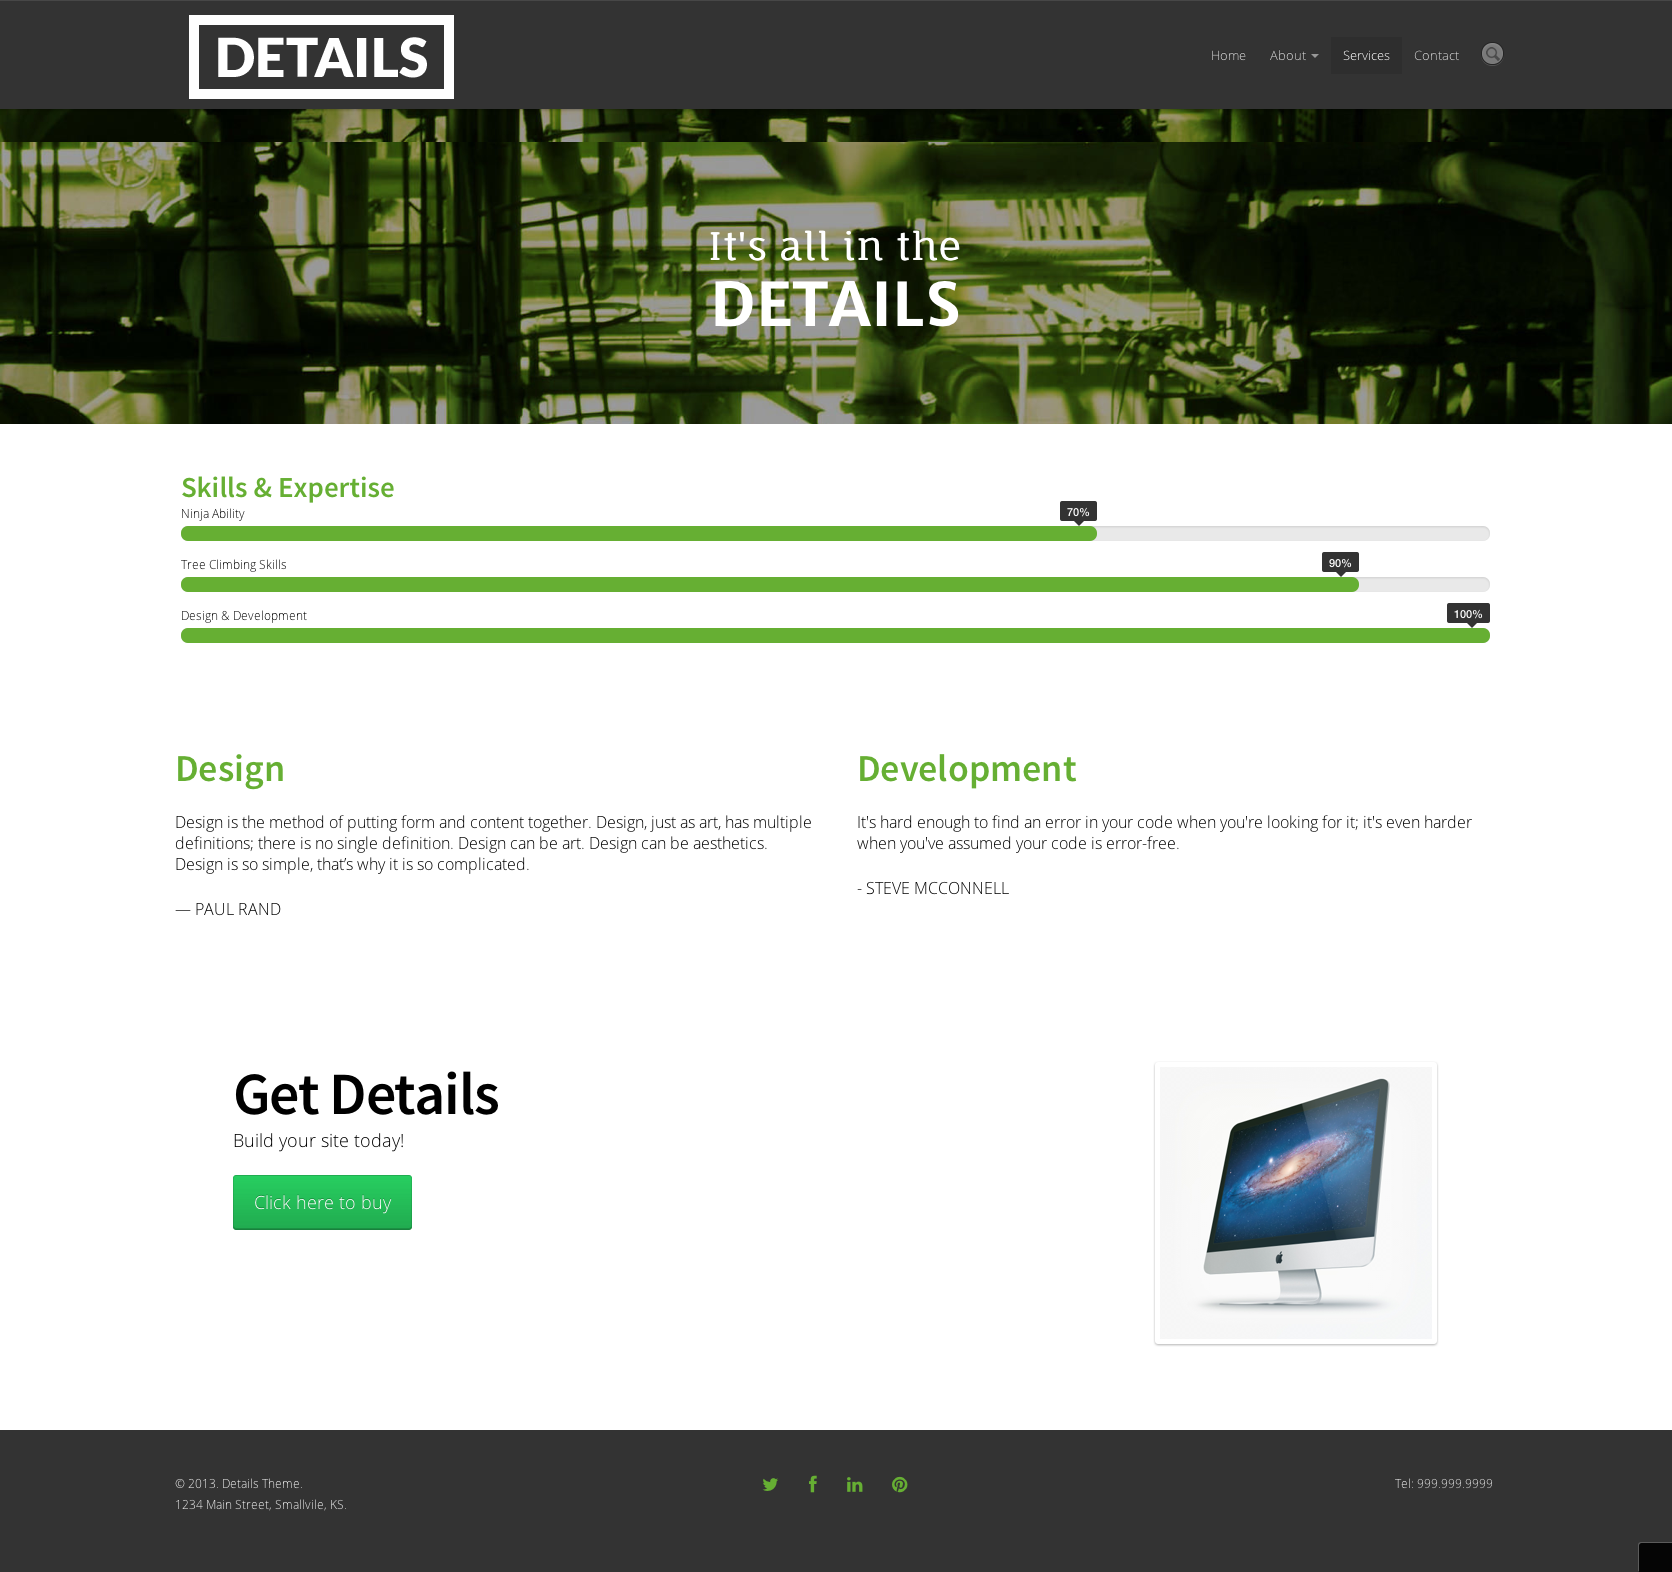 DETAILS
Home About Services Contact
It's all in the
DETAILS
Skills & Expertise
Ninja Ability
70%
Tree Climbing Skills
90%
Design & Development
100%
Design
Design is the method of putting form and content together. Design, just as art, has multiple
definitions; there is no single definition. Design can be art. Design can be aesthetics.
Design is so simple, that’s why it is so complicated.
— PAUL RAND
Development
It's hard enough to find an error in your code when you're looking for it; it's even harder
when you've assumed your code is error-free.
- STEVE MCCONNELL
Get Details
Build your site today!
Click here to buy
© 2013. Details Theme.
1234 Main Street, Smallvile, KS.
Tel: 999.999.9999